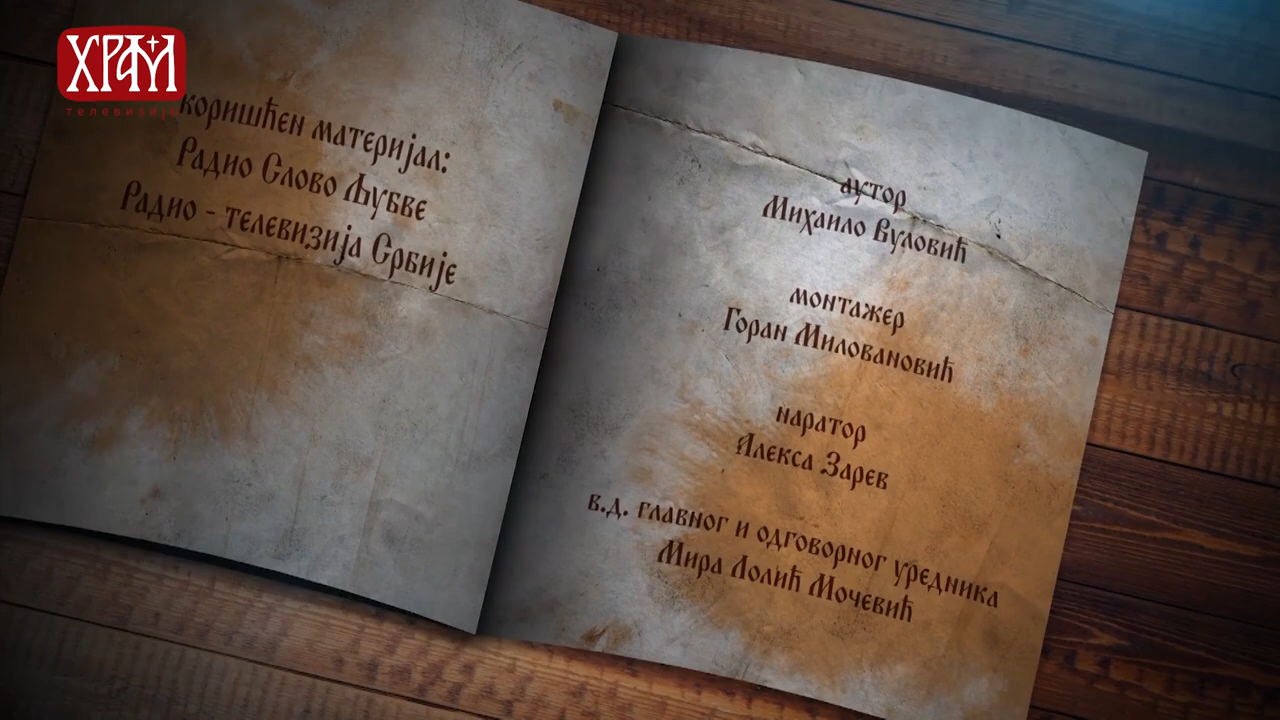 ХРАМ
телевизија
коришћен материјал:
Радио Слово Љубве
Радио - телевизија Србије
аутор
Михаило Вуловић
монтажер
Горан Миловановић
наратор
Алекса Зарев
в.д. главног и одговорног уредника
Мира Лолић Мочевић